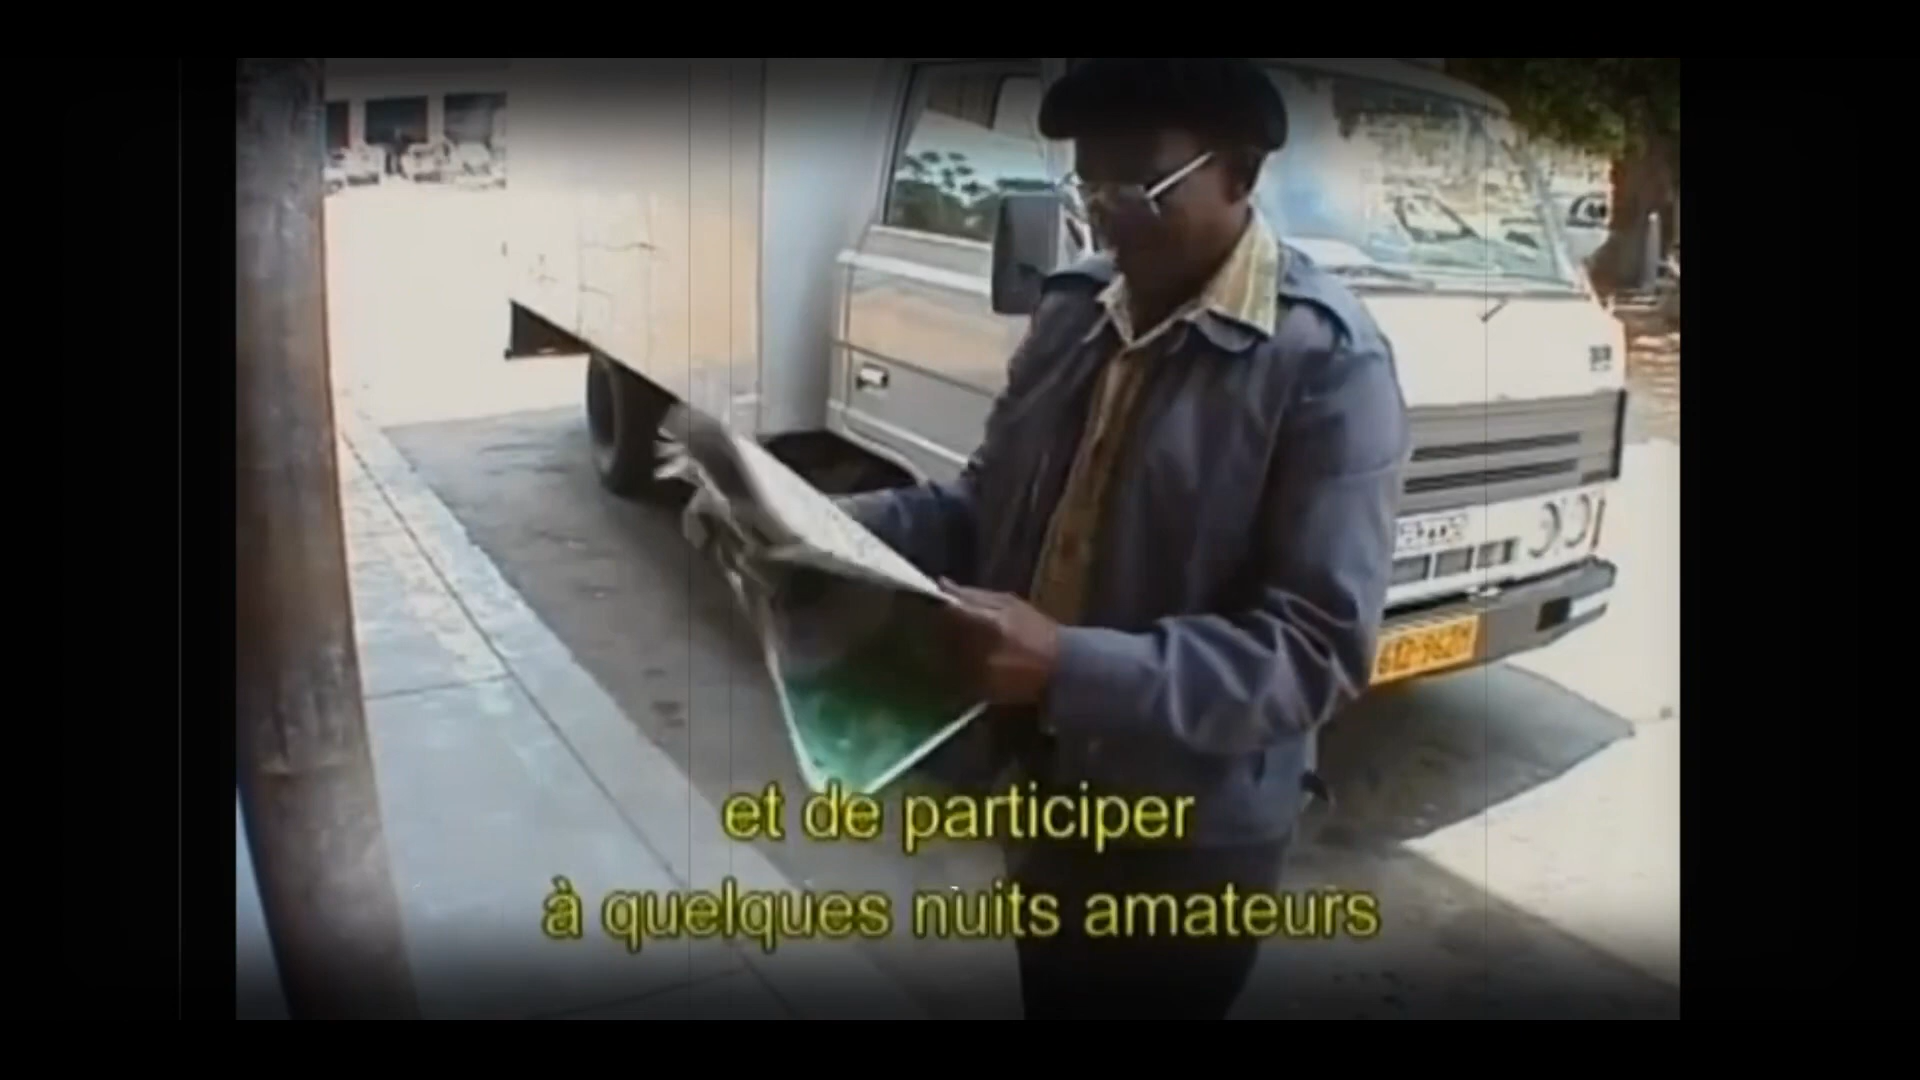 et de participer
à quelques nuits amateurs